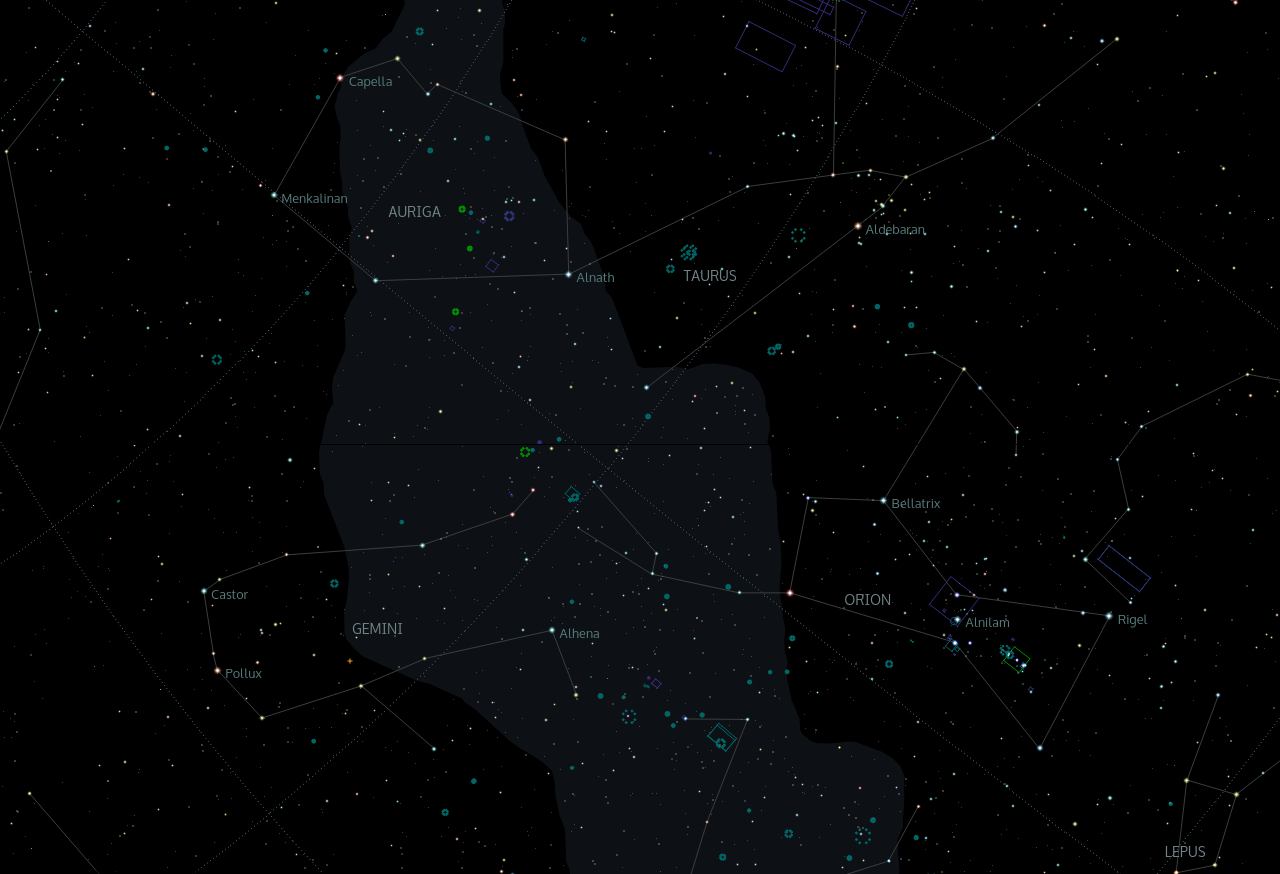 Capella
Menkalinan
AURIGA
Aldebaran
Alnath
TAURUS
Bellatrix
Castor
ORION
Rigel
Alnilam
GEMINI
Alhena
Pollux
LEPUS